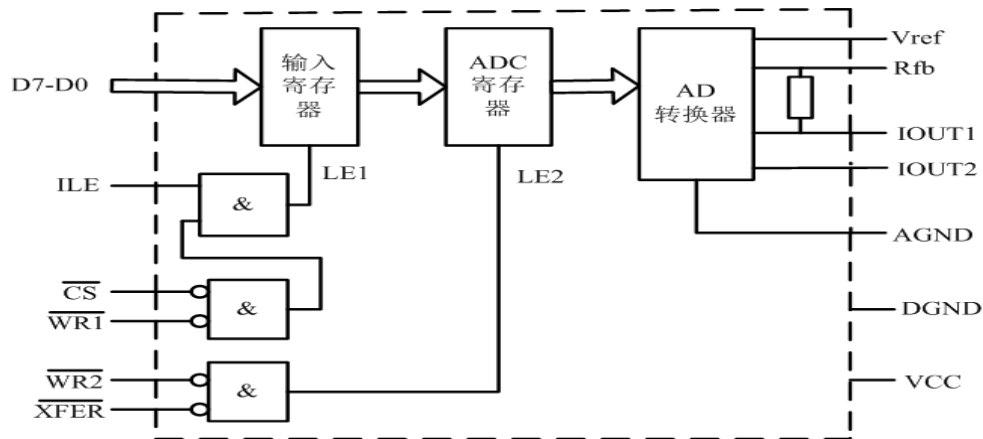 D7-D0
输入
寄存
器
ADC
寄存
器
AD
转换器
Vref
Rfb
IOUT1
IOUT2
AGND
DGND
VCC
LE1
LE2
ILE
&
CS
WR1
&
WR2
XFER
&